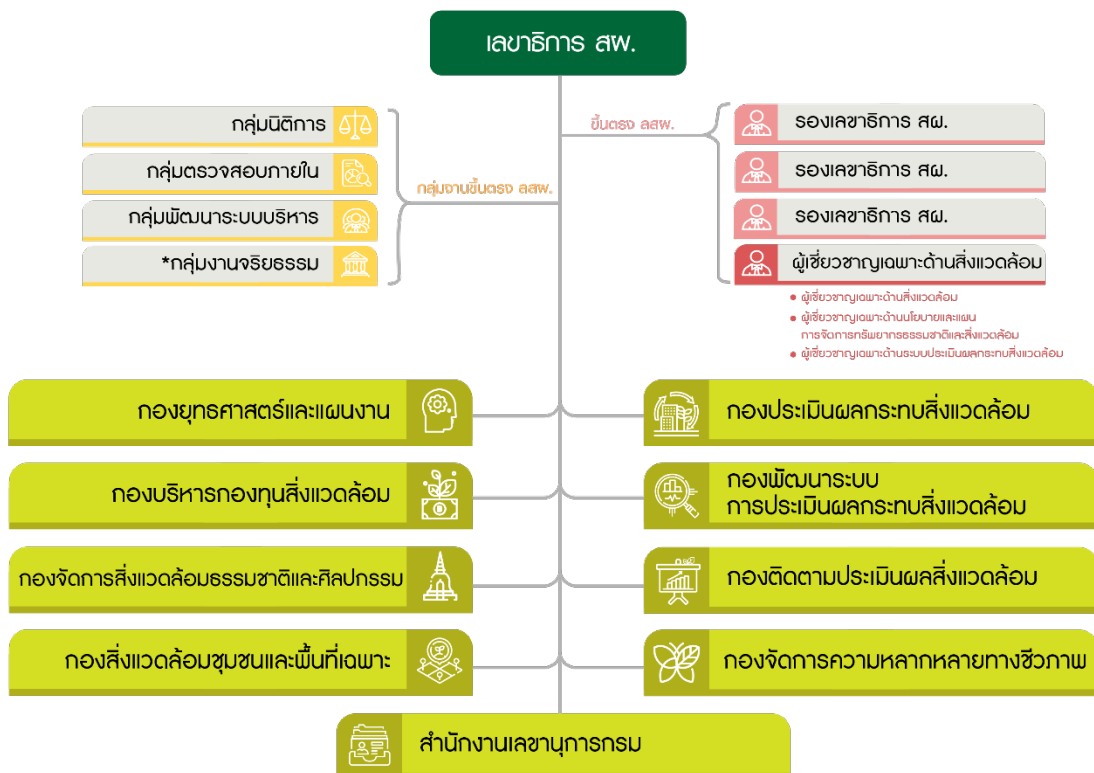 เลขาธิการ สผ.
กลุ่มนิติการ
กลุ่มตรวจสอบภายใน
กลุ่มพัฒนาระบบบริหาร
*กลุ่มงานจริยธรรม
กลุ่มงานขึ้นตรง ลสผ.
ขึ้นตรง ลสผ.
รองเลขาธิการ สผ.
รองเลขาธิการ สผ.
รองเลขาธิการ สผ.
ผู้เชี่ยวชาญเฉพาะด้านสิ่งแวดล้อม
• ผู้เชี่ยวชาญเฉพาะด้านสิ่งแวดล้อม
• ผู้เชี่ยวชาญเฉพาะด้านนโยบายและแผน
การจัดการทรัพยากรธรรมชาติและสิ่งแวดล้อม
• ผู้เชี่ยวชาญเฉพาะด้านระบบประเมินผลกระทบสิ่งแวดล้อม
กองยุทธศาสตร์และแผนงาน
กองประเมินผลกระทบสิ่งแวดล้อม
กองบริหารกองทุนสิ่งแวดล้อม
กองพัฒนาระบบ
การประเมินผลกระทบสิ่งแวดล้อม
กองจัดการสิ่งแวดล้อมธรรมชาติและศิลปกรรม
กองติดตามประเมินผลสิ่งแวดล้อม
กองสิ่งแวดล้อมชุมชนและพื้นที่เฉพาะ
กองจัดการความหลากหลายทางชีวภาพ
สำนักงานเลขานุการกรม